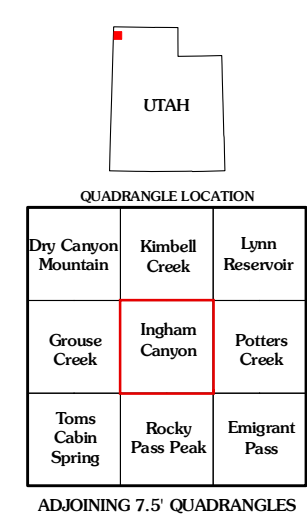 UTAH
QUADRANGLE LOCATION
Dry Canyon
Mountain
Kimbell
Creek
Lynn
Reservoir
Grouse
Creek
Ingham
Canyon
Potters
Creek
Toms
Cabin
Spring
Rocky
Pass Peak
Emigrant
Pass
ADJOINING 7.5' QUADRANGLES